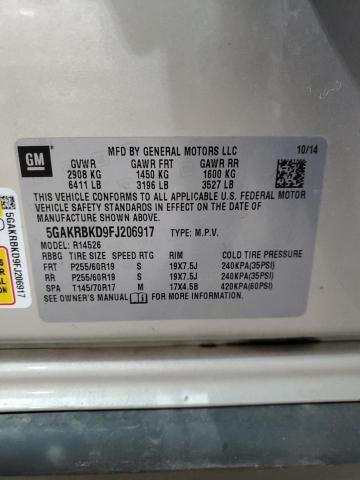 GM
MFD BY GENERAL MOTORS LLC 10/14
GVWR GAWR FRT GAWR RR
2908 KG 1450 KG 1600 KG
6411 LB 3196 LB 3527 LB
THIS VEHICLE CONFORMS TO ALL APPLICABLE U.S. FEDERAL MOTOR
VEHICLE SAFETY STANDARDS IN EFFECT ON THE DATE OF
MANUFACTURE SHOWN ABOVE.
5GAKRBKD9FJ206917 TYPE: M.P.V.
MODEL: R14526
RBBG TIRE SIZE SPEED RTG RIM COLD TIRE PRESSURE
FRT P255/60R19 S 19X7.5J 240KPA(35PSI)
RR P255/60R19 S 19X7.5J 240KPA(35PSI)
SPA T145/70R17 M 17X4.5B 420KPA(60PSI)
SEE OWNER'S MANUAL FOR ADDITIONAL INFORMATION
5GAKRBKD9FJ206917